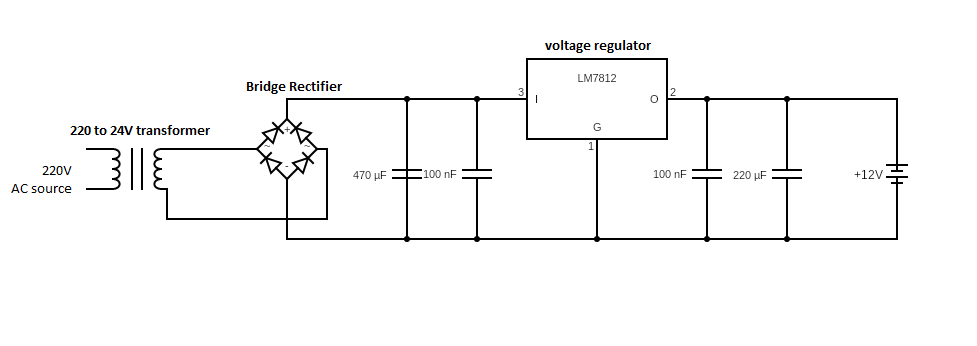 voltage regulator
Bridge Rectifier
LM7812
3
I
O
2
G
1
220 to 24V transformer
220V
AC source
+
~
~
-
470 µF
100 nF
100 nF
220 µF
+12V